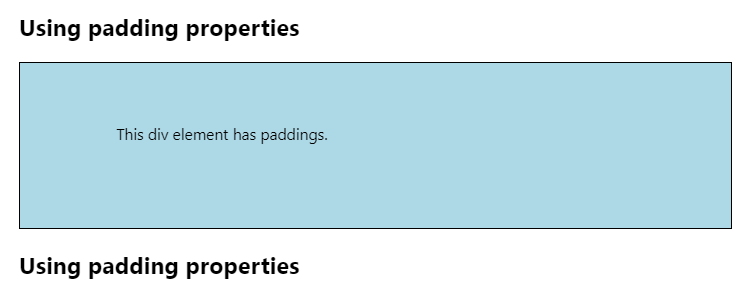 Using padding properties
This div element has paddings.
Using padding properties